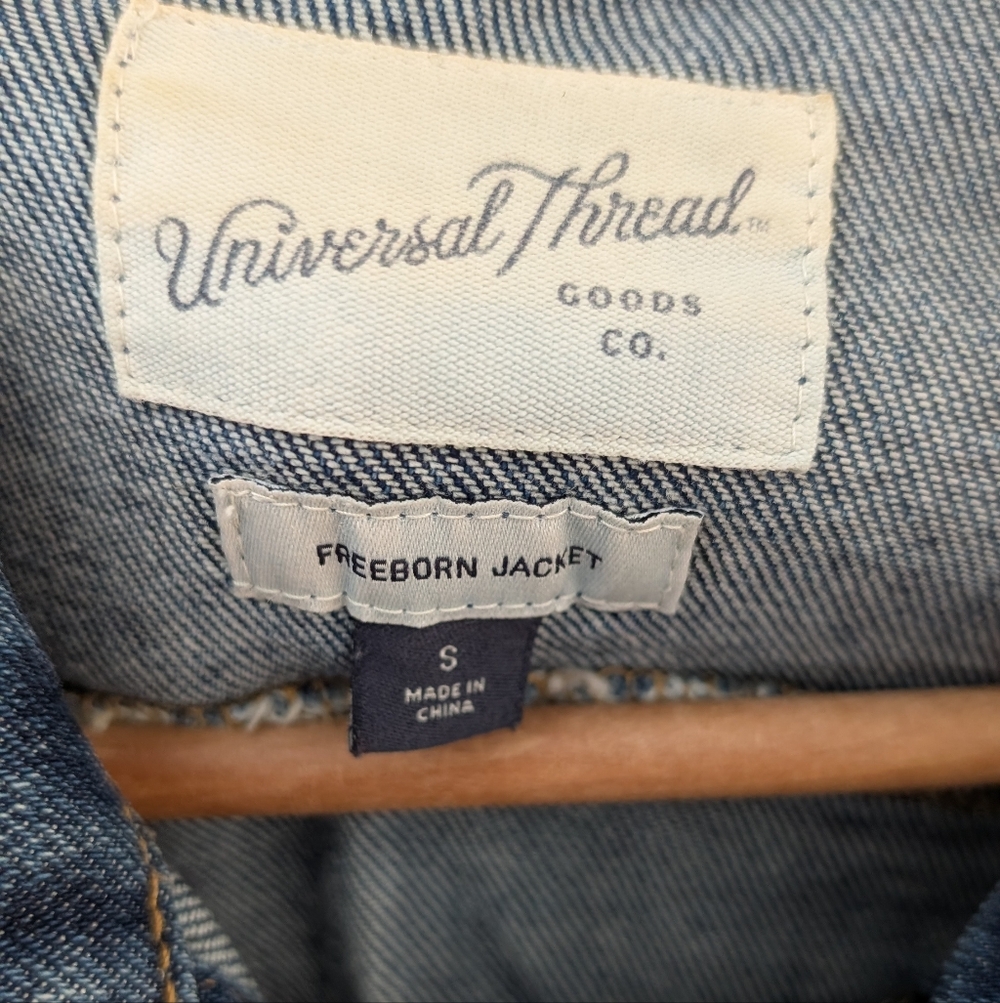 Universal Thread™
GOODS
CO.
FREEBORN JACKET
S
MADE IN
CHINA